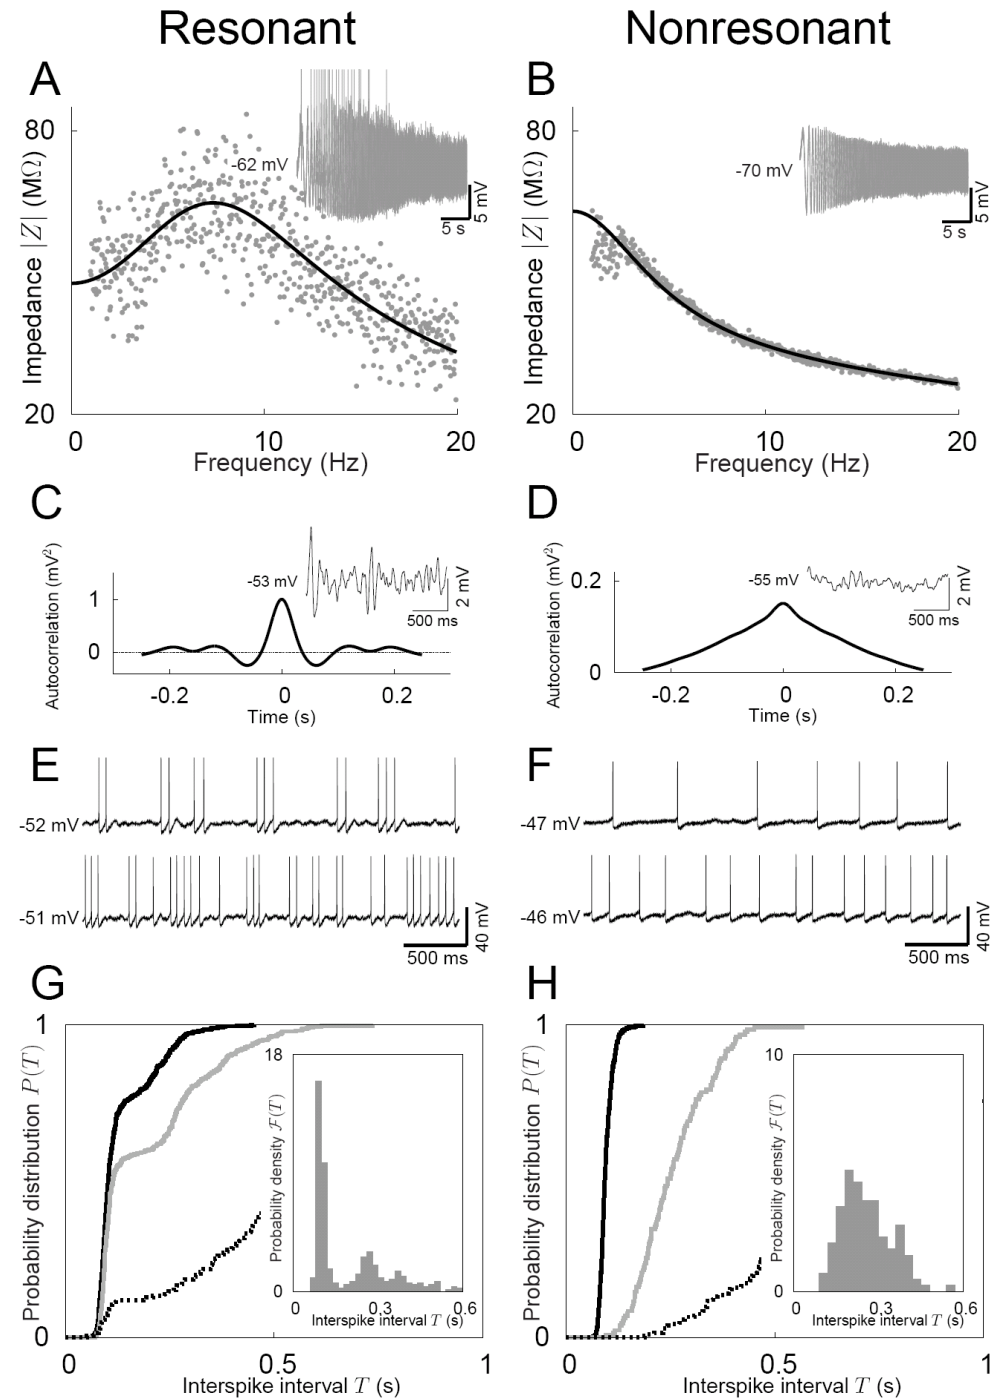 Resonant
Nonresonant
A
B
80
Impedance |Z| (MΩ)
20
0
10
20
Frequency (Hz)
-62 mV
5 mV
5 s
80
Impedance |Z| (MΩ)
20
0
10
20
Frequency (Hz)
-70 mV
5 mV
5 s
C
D
Autocorrelation (mV²)
1
0
-0.2
0
0.2
Time (s)
-53 mV
2 mV
500 ms
Autocorrelation (mV²)
0.2
0
-0.2
0
0.2
Time (s)
-55 mV
2 mV
500 ms
E
F
-52 mV
-51 mV
40 mV
500 ms
-47 mV
-46 mV
40 mV
500 ms
G
H
Probability distribution P(T)
1
0
0
0.5
1
Interspike interval T (s)
Probability density F(T)
18
0
0
0.3
0.6
Interspike interval T (s)
Probability distribution P(T)
1
0
0
0.5
1
Interspike interval T (s)
Probability density F(T)
10
0
0
0.3
0.6
Interspike interval T (s)